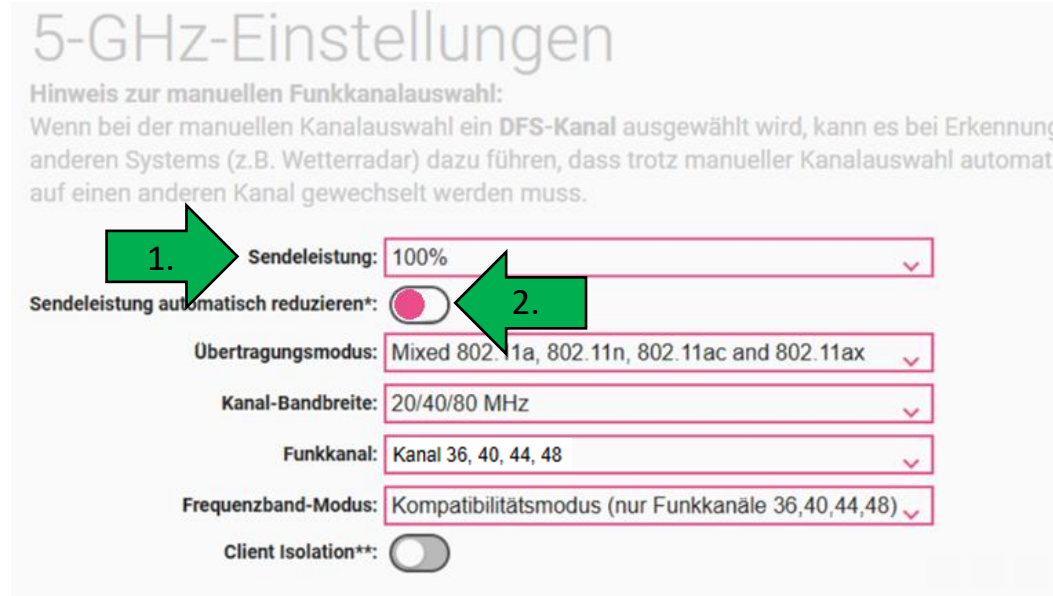 5-GHz-Einstellungen
Hinweis zur manuellen Funkkanalauswahl:
Wenn bei der manuellen Kanalauswahl ein DFS-Kanal ausgewählt wird, kann es bei Erkennung
anderen Systems (z.B. Wetterradar) dazu führen, dass trotz manueller Kanalauswahl automat
auf einen anderen Kanal gewechselt werden muss.
1. Sendeleistung: 100%
Sendeleistung automatisch reduzieren*: 2.
Übertragungsmodus: Mixed 802.11a, 802.11n, 802.11ac and 802.11ax
Kanal-Bandbreite: 20/40/80 MHz
Funkkanal: Kanal 36, 40, 44, 48
Frequenzband-Modus: Kompatibilitätsmodus (nur Funkkanäle 36,40,44,48)
Client Isolation**: